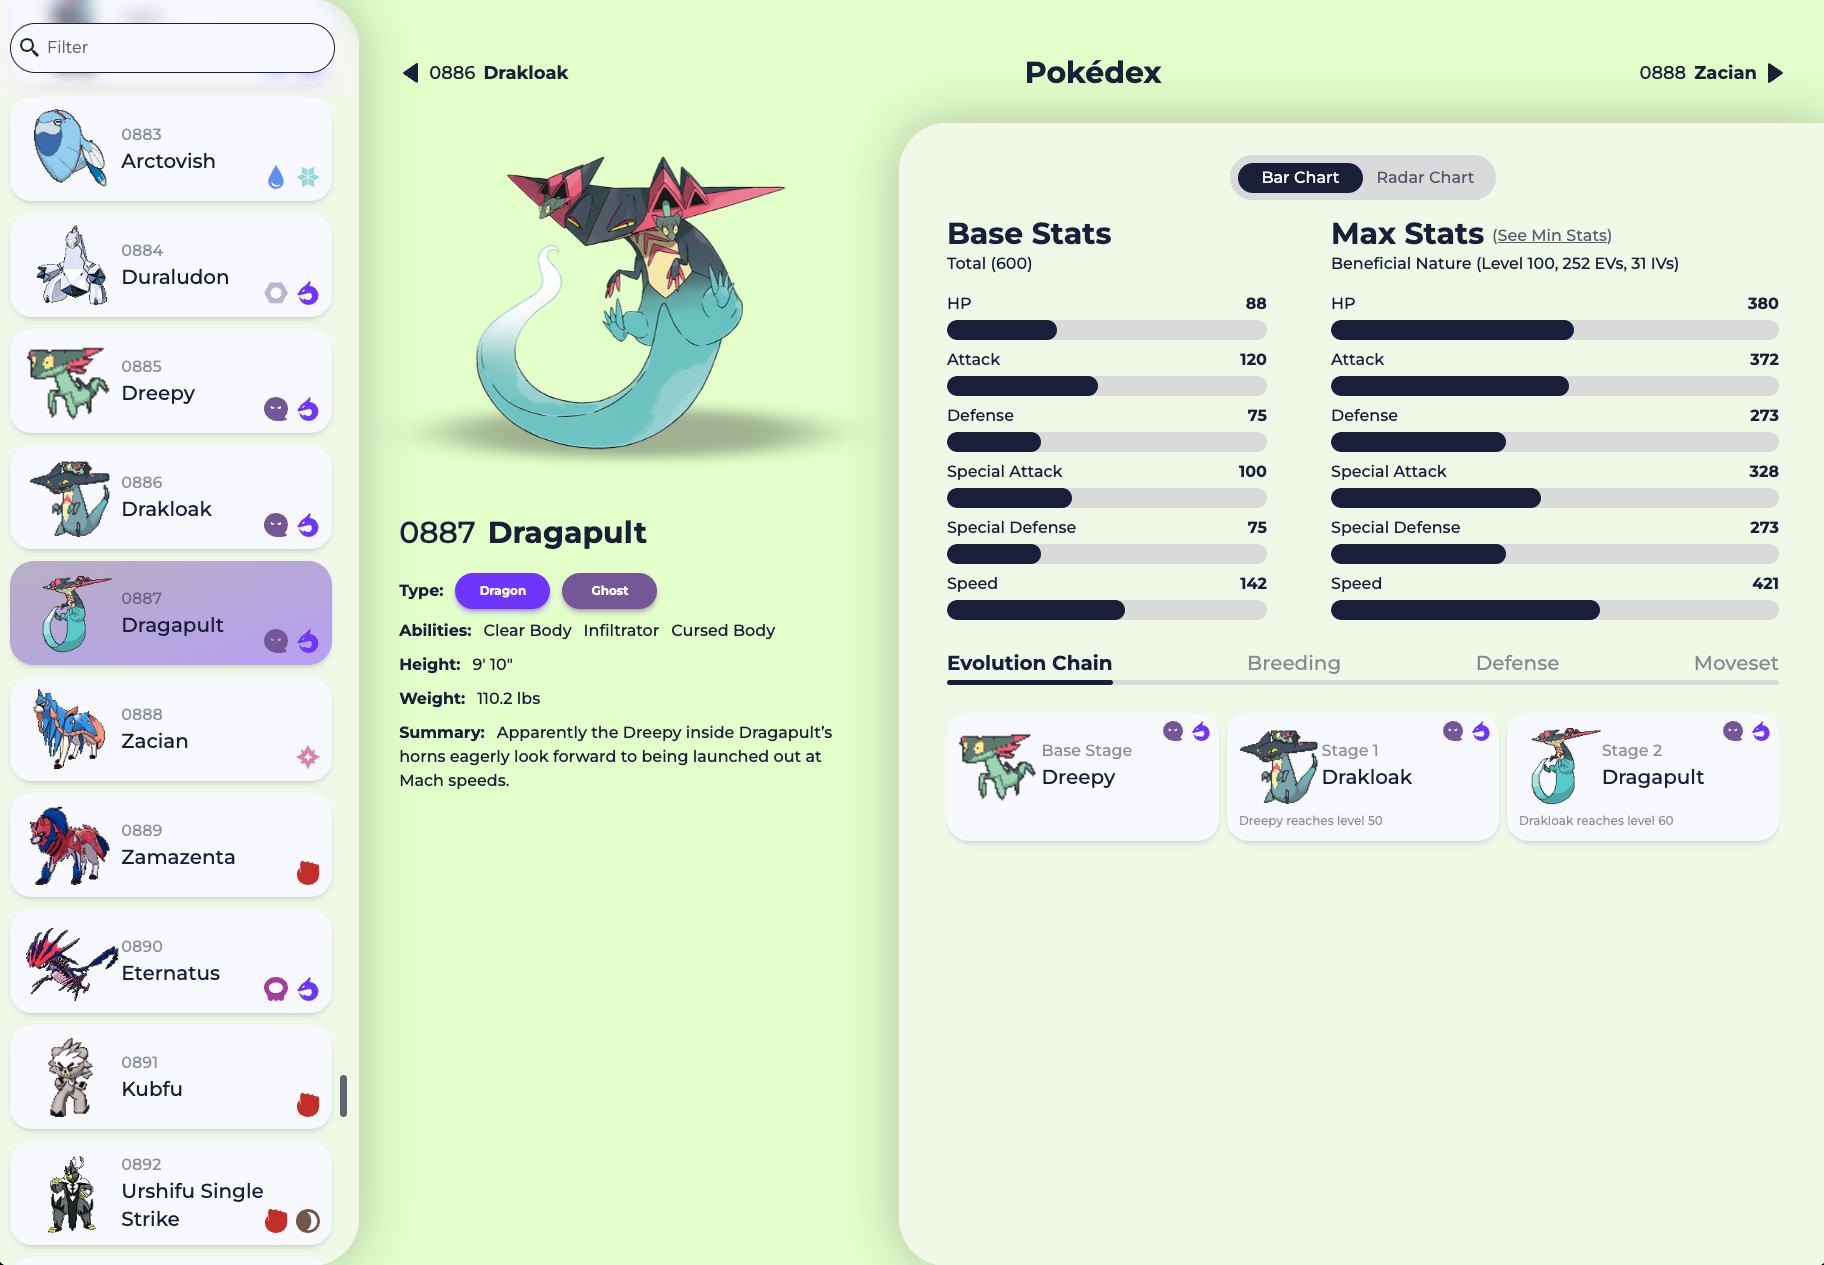 Filter
0883
Arctovish
0884
Duraludon
0885
Dreepy
0886
Drakloak
0887
Dragapult
0888
Zacian
0889
Zamazenta
0890
Eternatus
0891
Kubfu
0892
Urshifu Single
Strike
0886 Drakloak
Pokédex
0888 Zacian
0887 Dragapult
Type: Dragon Ghost
Abilities: Clear Body Infiltrator Cursed Body
Height: 9' 10"
Weight: 110.2 lbs
Summary: Apparently the Dreepy inside Dragapult's
horns eagerly look forward to being launched out at
Mach speeds.
Bar Chart Radar Chart
Base Stats
Total (600)
HP 88
Attack 120
Defense 75
Special Attack 100
Special Defense 75
Speed 142
Max Stats (See Min Stats)
Beneficial Nature (Level 100, 252 EVs, 31 IVs)
HP 380
Attack 372
Defense 273
Special Attack 328
Special Defense 273
Speed 421
Evolution Chain Breeding Defense Moveset
Base Stage
Dreepy
Stage 1
Drakloak
Dreepy reaches level 50
Stage 2
Dragapult
Drakloak reaches level 60